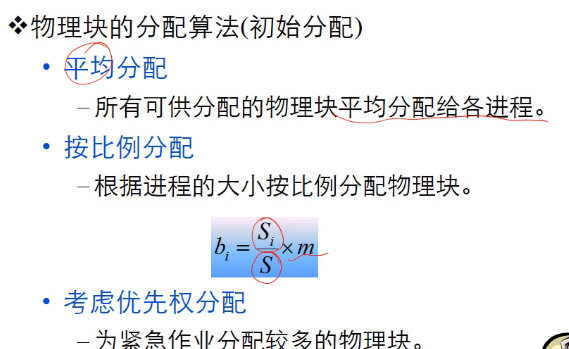 ❖物理块的分配算法(初始分配)
• 平均分配
–所有可供分配的物理块平均分配给各进程。
• 按比例分配
–根据进程的大小按比例分配物理块。
b_i = S_i / S × m
• 考虑优先权分配
–为紧急作业分配较多的物理块。